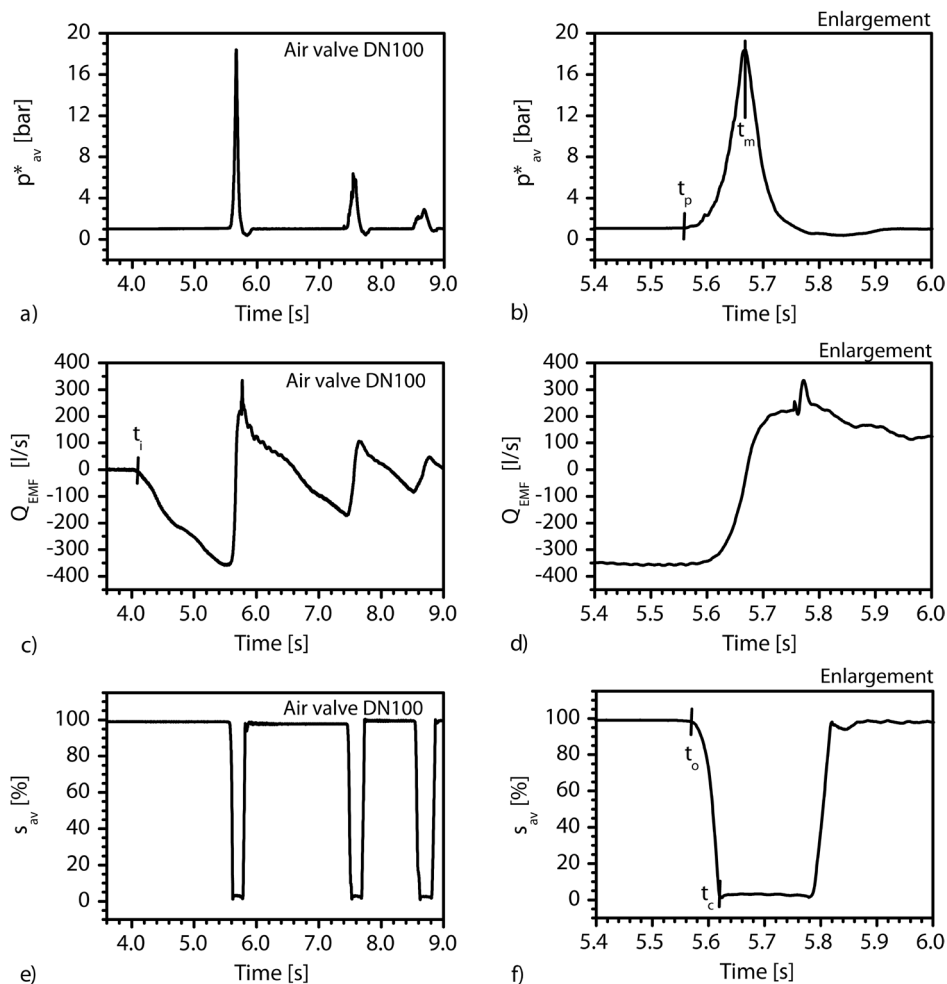 Enlargement
20
16
12
8
4
0
p*av [bar]
Air valve DN100
4.0 5.0 6.0 7.0 8.0 9.0
Time [s]
a)
20
16
12
8
4
0
p*av [bar]
tp
tm
5.4 5.5 5.6 5.7 5.8 5.9 6.0
Time [s]
b)
Enlargement
400
300
200
100
0
-100
-200
-300
-400
QEMF [l/s]
Air valve DN100
ti
4.0 5.0 6.0 7.0 8.0 9.0
Time [s]
c)
400
300
200
100
0
-100
-200
-300
-400
QEMF [l/s]
5.4 5.5 5.6 5.7 5.8 5.9 6.0
Time [s]
d)
Enlargement
100
80
60
40
20
0
sav [%]
Air valve DN100
4.0 5.0 6.0 7.0 8.0 9.0
Time [s]
e)
100
80
60
40
20
0
sav [%]
to
tc
5.4 5.5 5.6 5.7 5.8 5.9 6.0
Time [s]
f)